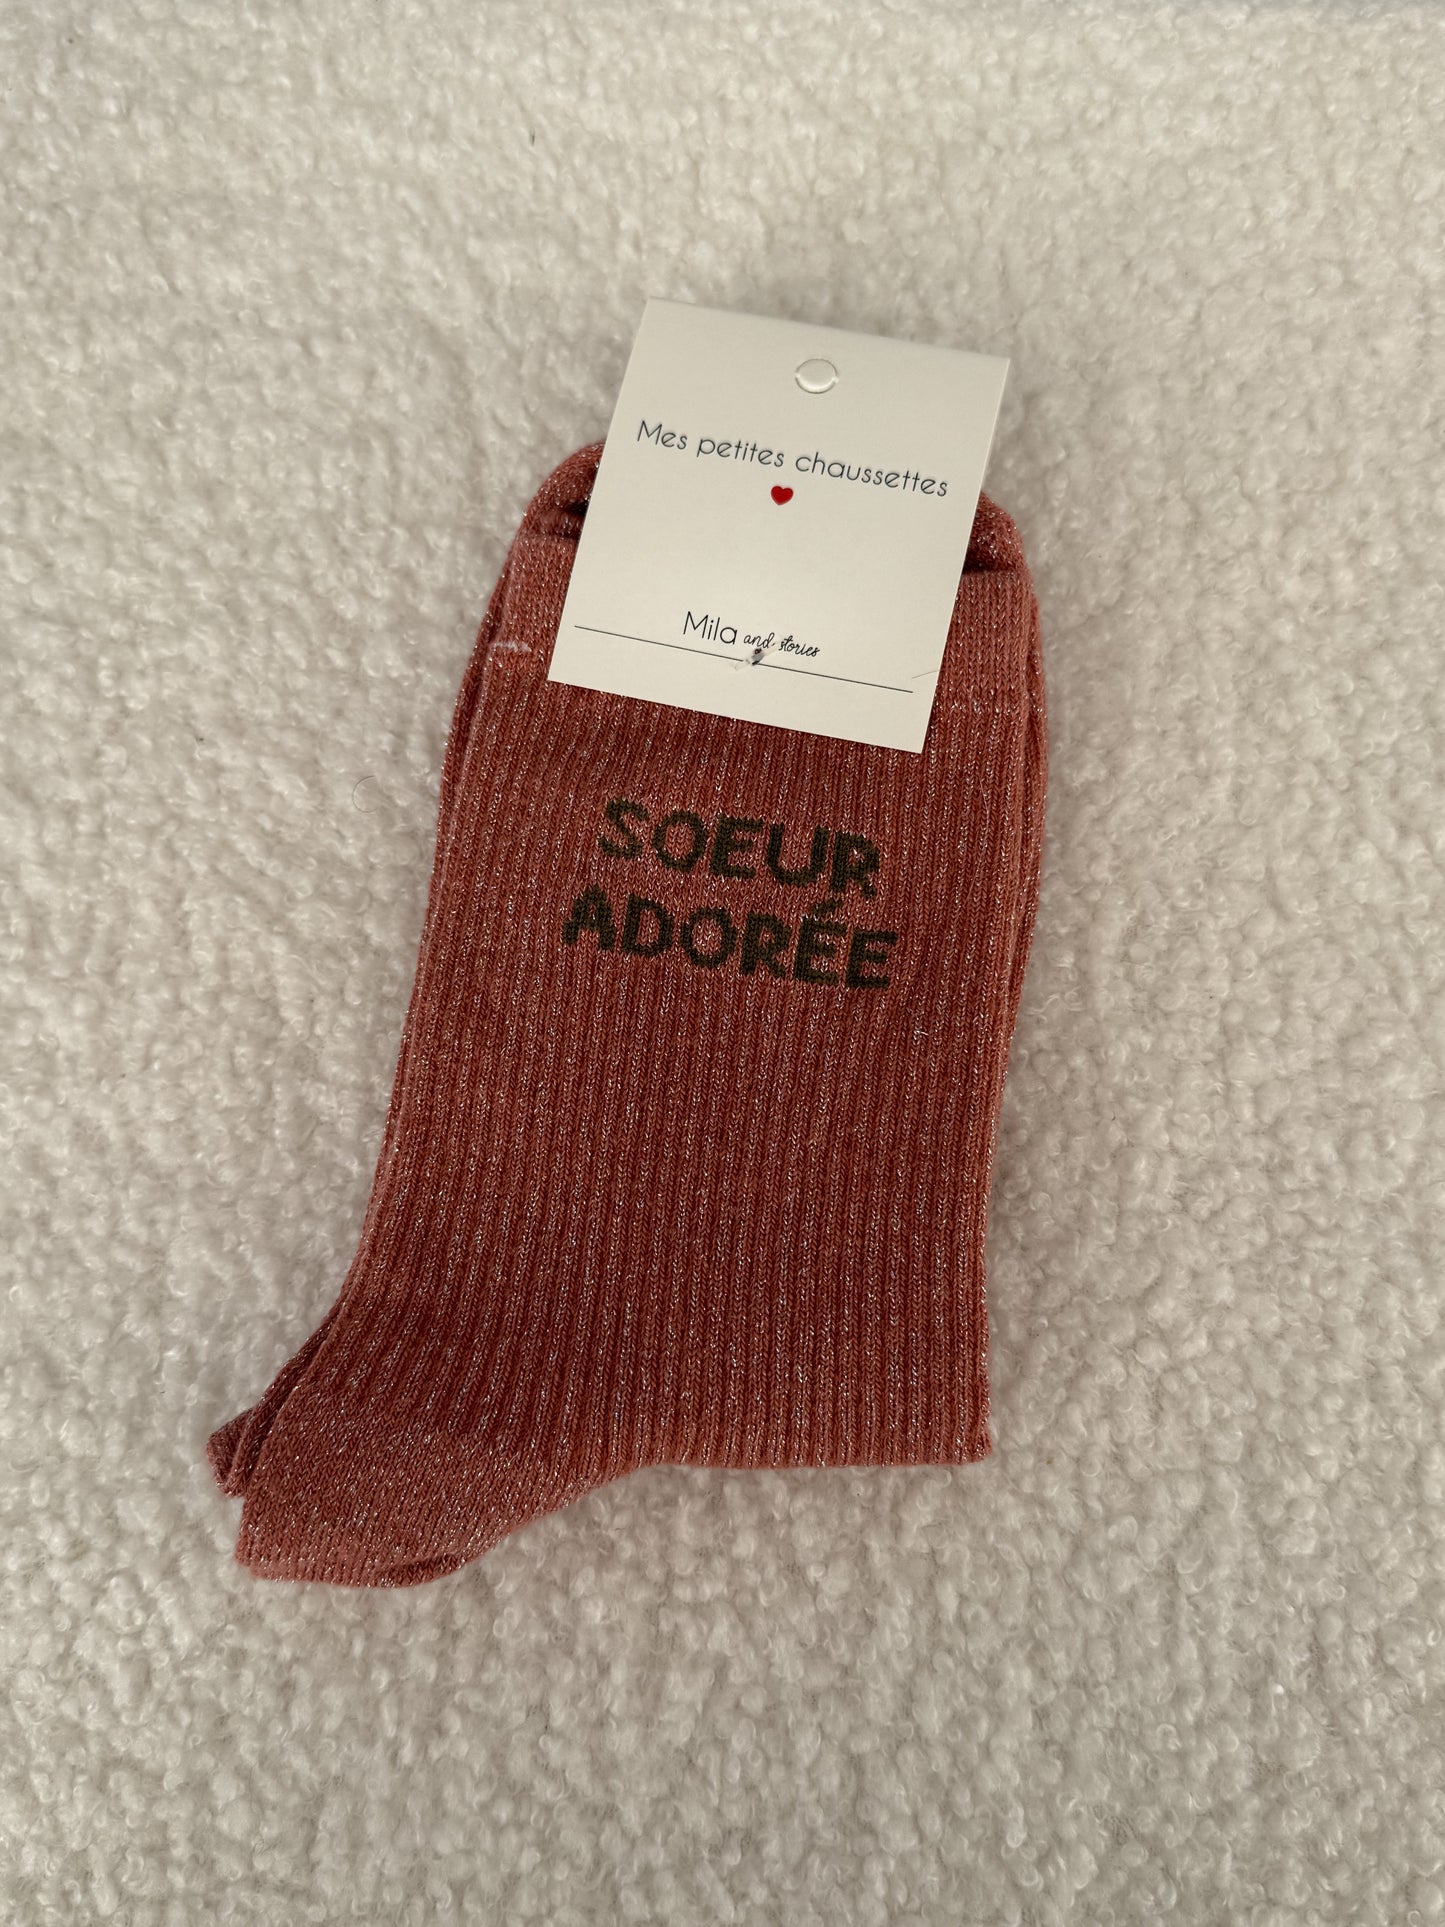 Mes petites chaussettes
Mila and stories
SOEUR
ADORÉE